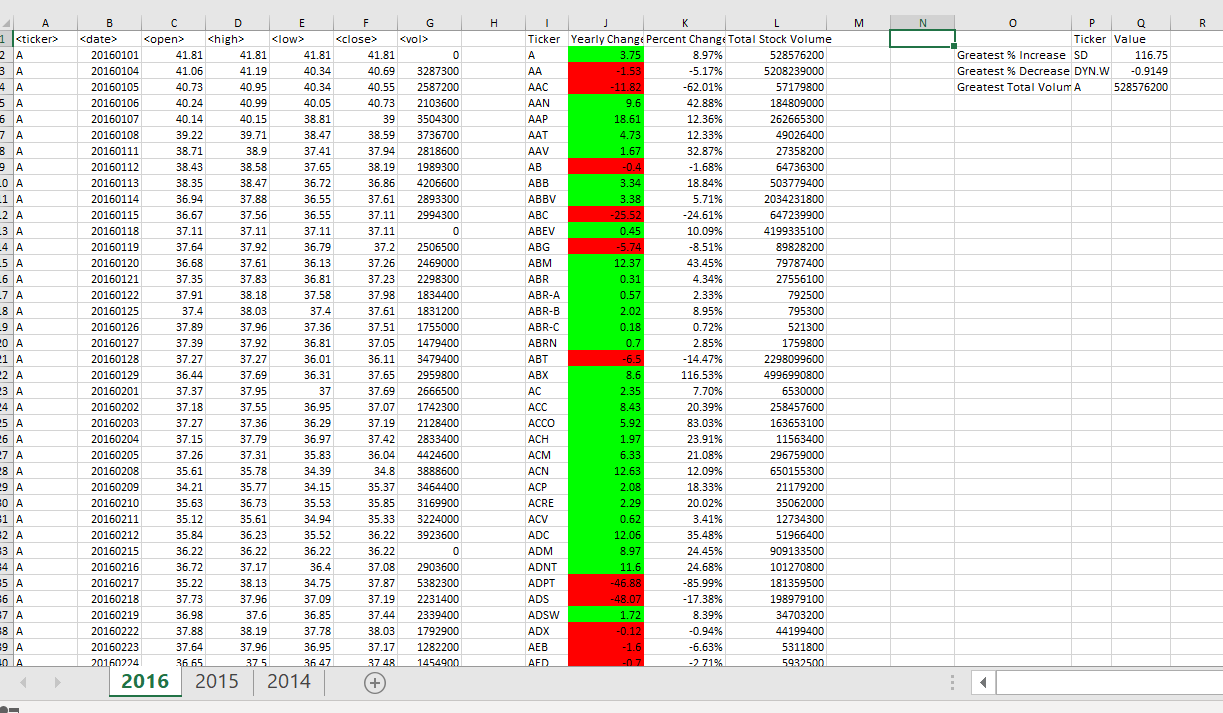 A B C D E F G H I J K L M N O P Q R
1 <ticker> <date> <open> <high> <low> <close> <vol> Ticker Yearly Change Percent Change Total Stock Volume Ticker Value
2 A 20160101 41.81 41.81 41.81 41.81 0 A 3.75 8.97% 528576200 Greatest % Increase SD 116.75
3 A 20160104 41.06 41.19 40.34 40.69 3287300 AA -1.53 -5.17% 5208239000 Greatest % Decrease DYN.W -0.9149
4 A 20160105 40.73 40.95 40.34 40.55 2587200 AAC -11.82 -62.01% 57179800 Greatest Total Volum A 528576200
5 A 20160106 40.24 40.99 40.05 40.73 2103600 AAN 9.6 42.88% 184809000
6 A 20160107 40.14 40.15 38.81 39 3504300 AAP 18.61 12.36% 262665300
7 A 20160108 39.22 39.71 38.47 38.59 3736700 AAT 4.73 12.33% 49026400
8 A 20160111 38.71 38.9 37.41 37.94 2818600 AAV 1.67 32.87% 27358200
9 A 20160112 38.43 38.58 37.65 38.19 1989300 AB -0.4 -1.68% 64736300
10 A 20160113 38.35 38.47 36.72 36.86 4206600 ABB 3.34 18.84% 503779400
11 A 20160114 36.94 37.88 36.55 37.61 2893300 ABBV 3.38 5.71% 2034231800
12 A 20160115 36.67 37.56 36.55 37.11 2994300 ABC -25.52 -24.61% 647239900
13 A 20160118 37.11 37.11 37.11 37.11 0 ABEV 0.45 10.09% 4199335100
14 A 20160119 37.64 37.92 36.79 37.2 2506500 ABG -5.74 -8.51% 89828200
15 A 20160120 36.68 37.61 36.13 37.26 2469000 ABM 12.37 43.45% 79787400
16 A 20160121 37.35 37.83 36.81 37.23 2298300 ABR 0.31 4.34% 27556100
17 A 20160122 37.91 38.18 37.58 37.98 1834400 ABR-A 0.57 2.33% 792500
18 A 20160125 37.4 38.03 37.4 37.61 1831200 ABR-B 2.02 8.95% 795300
19 A 20160126 37.89 37.96 37.36 37.51 1755000 ABR-C 0.18 0.72% 521300
20 A 20160127 37.39 37.92 36.81 37.05 1479400 ABRN 0.7 2.85% 1759800
21 A 20160128 37.27 37.27 36.01 36.11 3479400 ABT -6.5 -14.47% 2298099600
22 A 20160129 36.44 37.69 36.31 37.65 2959800 ABX 8.6 116.53% 4996990800
23 A 20160201 37.37 37.95 37 37.69 2666500 AC 2.35 7.70% 6530000
24 A 20160202 37.18 37.55 36.95 37.07 1742300 ACC 8.43 20.39% 258457600
25 A 20160203 37.27 37.36 36.29 37.19 2128400 ACCO 5.92 83.03% 163653100
26 A 20160204 37.15 37.79 36.97 37.42 2833400 ACH 1.97 23.91% 11563400
27 A 20160205 37.26 37.31 35.83 36.04 4424600 ACM 6.33 21.08% 296759000
28 A 20160208 35.61 35.78 34.39 34.8 3888600 ACN 12.63 12.09% 650155300
29 A 20160209 34.21 35.77 34.15 35.37 3464400 ACP 2.08 18.33% 21179200
30 A 20160210 35.63 36.73 35.53 35.85 3169900 ACRE 2.29 20.02% 35062000
31 A 20160211 35.12 35.61 34.94 35.33 3224000 ACV 0.62 3.41% 12734300
32 A 20160212 35.84 36.23 35.52 36.22 3923600 ADC 12.06 35.48% 51966400
33 A 20160215 36.22 36.22 36.22 36.22 0 ADM 8.97 24.45% 909133500
34 A 20160216 36.72 37.17 36.4 37.08 2903600 ADNT 11.6 24.68% 101270800
35 A 20160217 35.22 38.13 34.75 37.87 5382300 ADPT -46.88 -85.99% 181359500
36 A 20160218 37.73 37.96 37.09 37.19 2231400 ADS -48.07 -17.38% 198979100
37 A 20160219 36.98 37.6 36.85 37.44 2339400 ADSW 1.72 8.39% 34703200
38 A 20160222 37.88 38.19 37.78 38.03 1792900 ADX -0.12 -0.94% 44199400
39 A 20160223 37.64 37.96 36.95 37.17 1282200 AEB -1.6 -6.63% 5311800
40 A 20160224 36.65 37.5 36.47 37.48 1454900 AED -0.7 -2.71% 5932500
2016 2015 2014